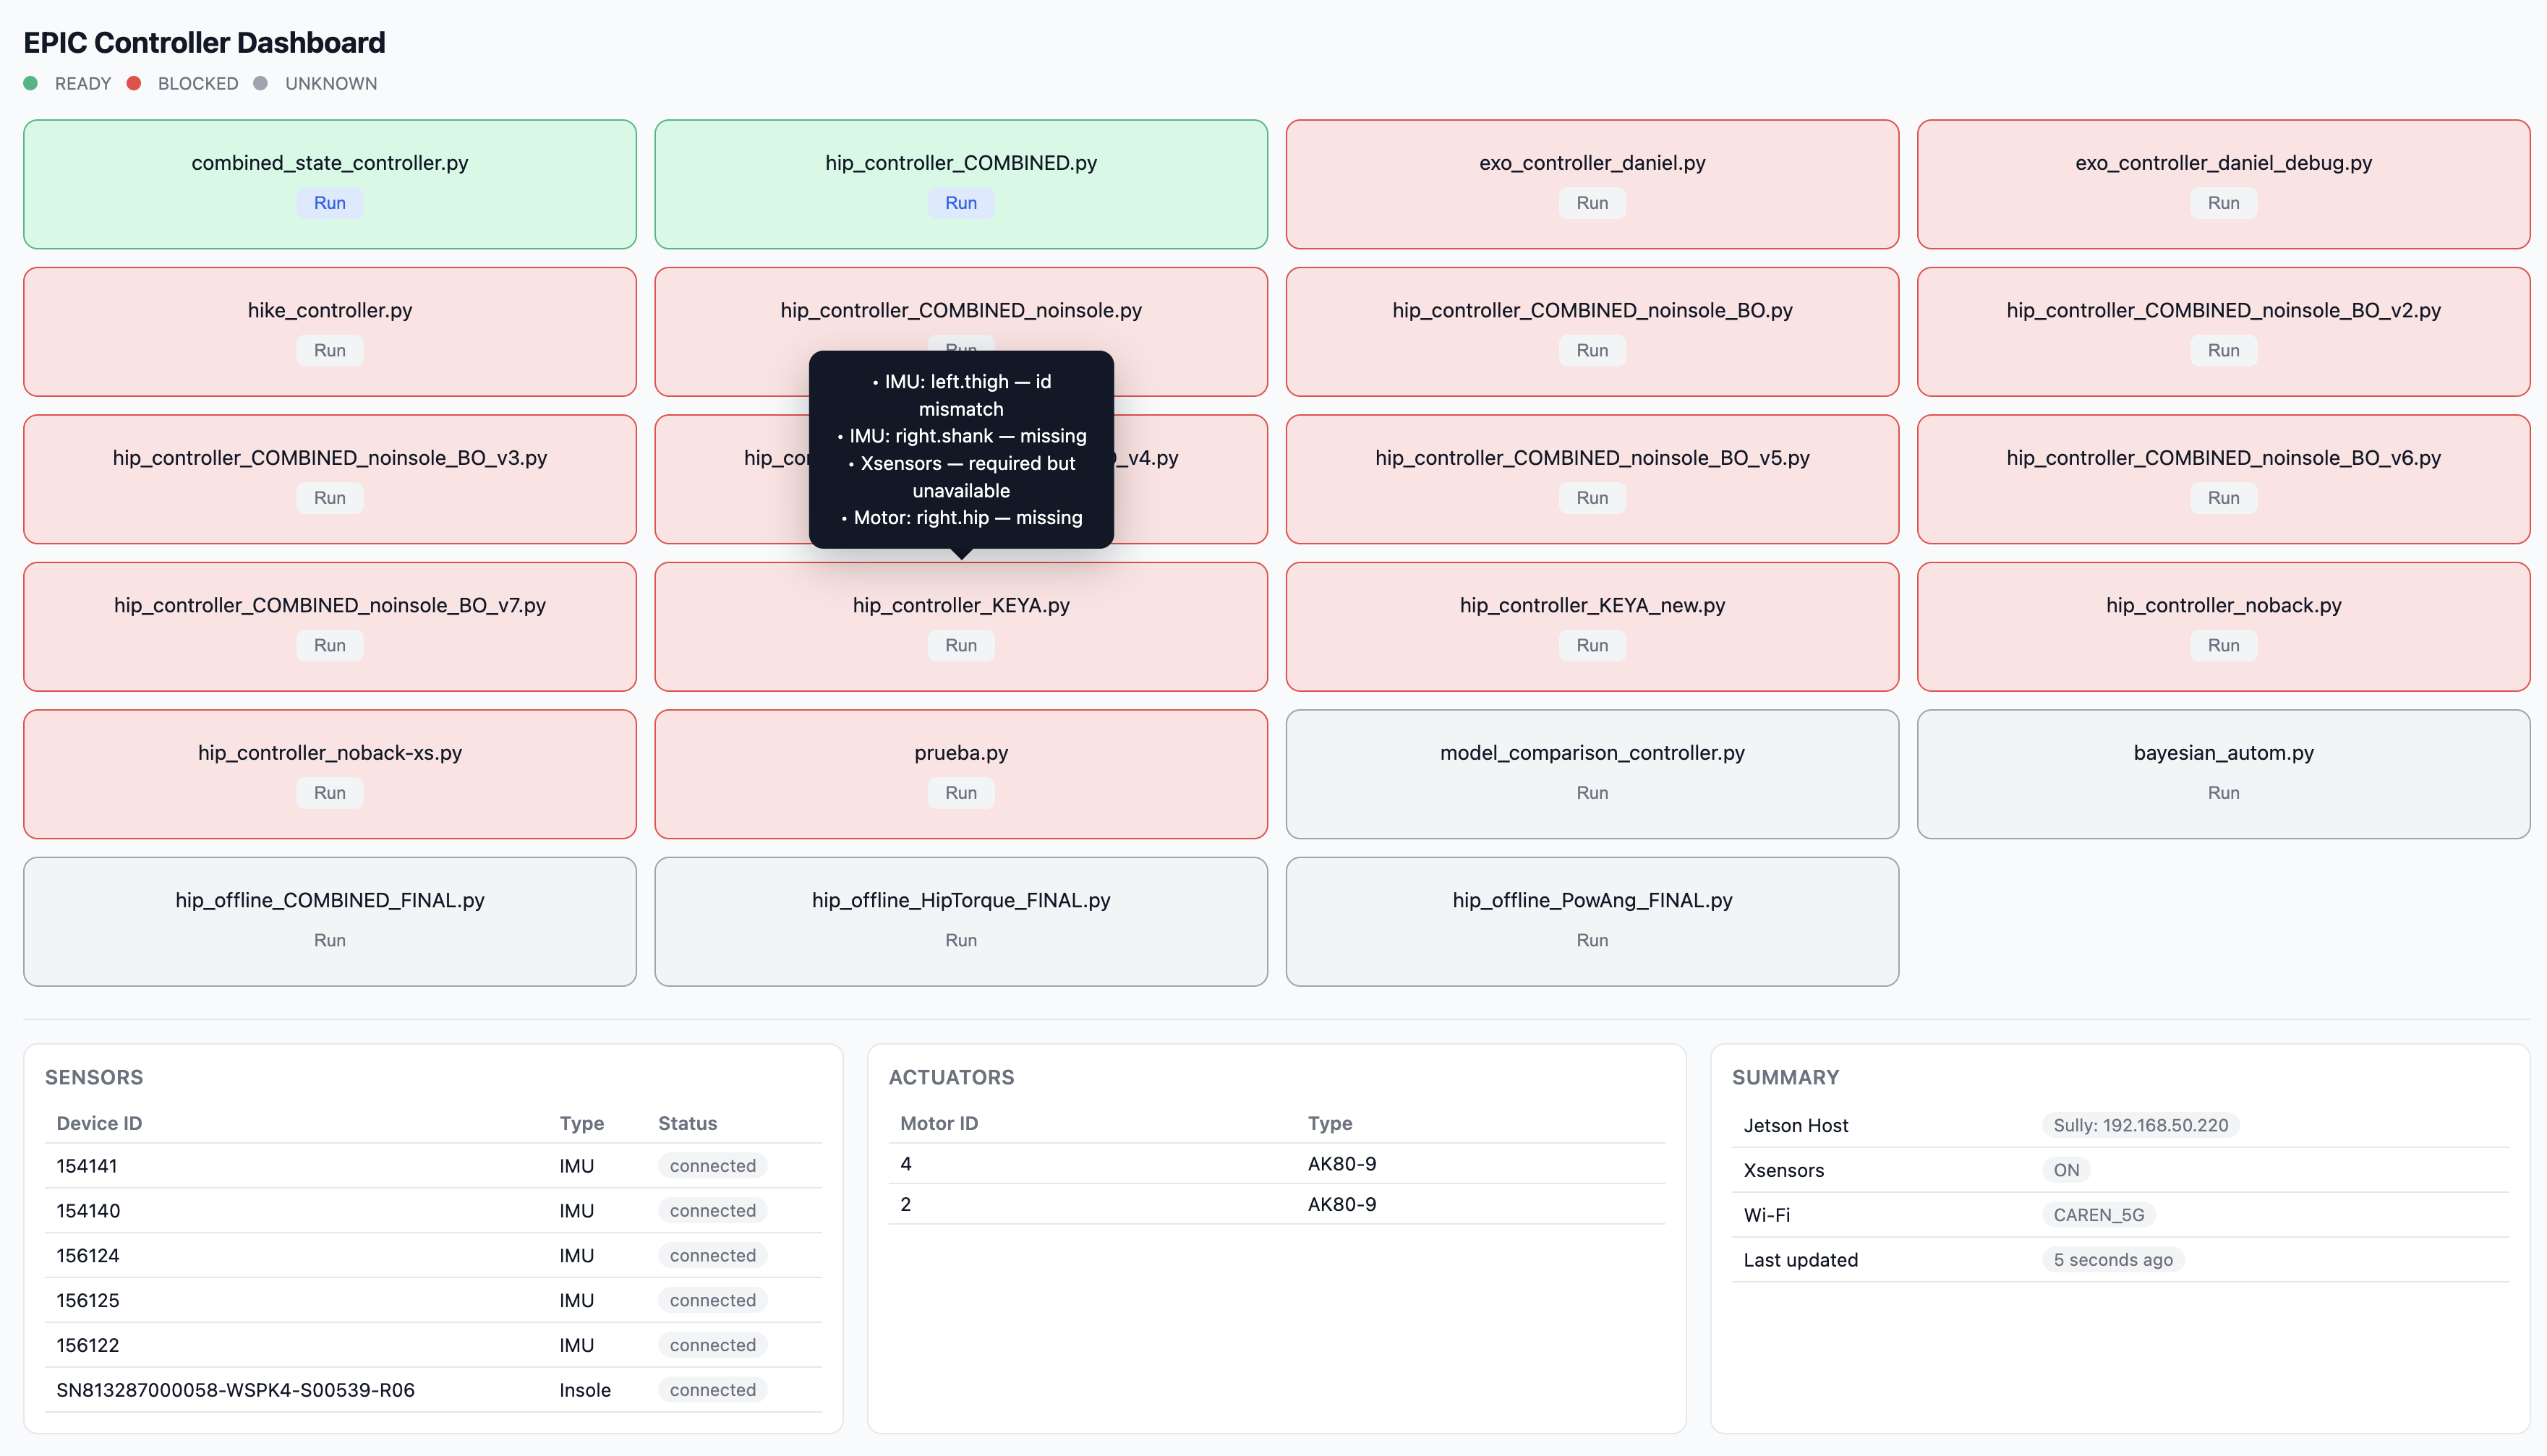 EPIC Controller Dashboard
READY BLOCKED UNKNOWN
combined_state_controller.py
Run
hip_controller_COMBINED.py
Run
exo_controller_daniel.py
Run
exo_controller_daniel_debug.py
Run
hike_controller.py
Run
hip_controller_COMBINED_noinsole.py
hip_controller_COMBINED_noinsole_BO.py
Run
hip_controller_COMBINED_noinsole_BO_v2.py
Run
• IMU: left.thigh — id
mismatch
• IMU: right.shank — missing
• Xsensors — required but
unavailable
• Motor: right.hip — missing
hip_controller_COMBINED_noinsole_BO_v3.py
Run
_v4.py
hip_controller_COMBINED_noinsole_BO_v5.py
Run
hip_controller_COMBINED_noinsole_BO_v6.py
Run
hip_controller_COMBINED_noinsole_BO_v7.py
Run
hip_controller_KEYA.py
Run
hip_controller_KEYA_new.py
Run
hip_controller_noback.py
Run
hip_controller_noback-xs.py
Run
prueba.py
Run
model_comparison_controller.py
Run
bayesian_autom.py
Run
hip_offline_COMBINED_FINAL.py
Run
hip_offline_HipTorque_FINAL.py
Run
hip_offline_PowAng_FINAL.py
Run
SENSORS
Device ID Type Status
154141 IMU connected
154140 IMU connected
156124 IMU connected
156125 IMU connected
156122 IMU connected
SN813287000058-WSPK4-S00539-R06 Insole connected
ACTUATORS
Motor ID Type
4 AK80-9
2 AK80-9
SUMMARY
Jetson Host Sully: 192.168.50.220
Xsensors ON
Wi-Fi CAREN_5G
Last updated 5 seconds ago